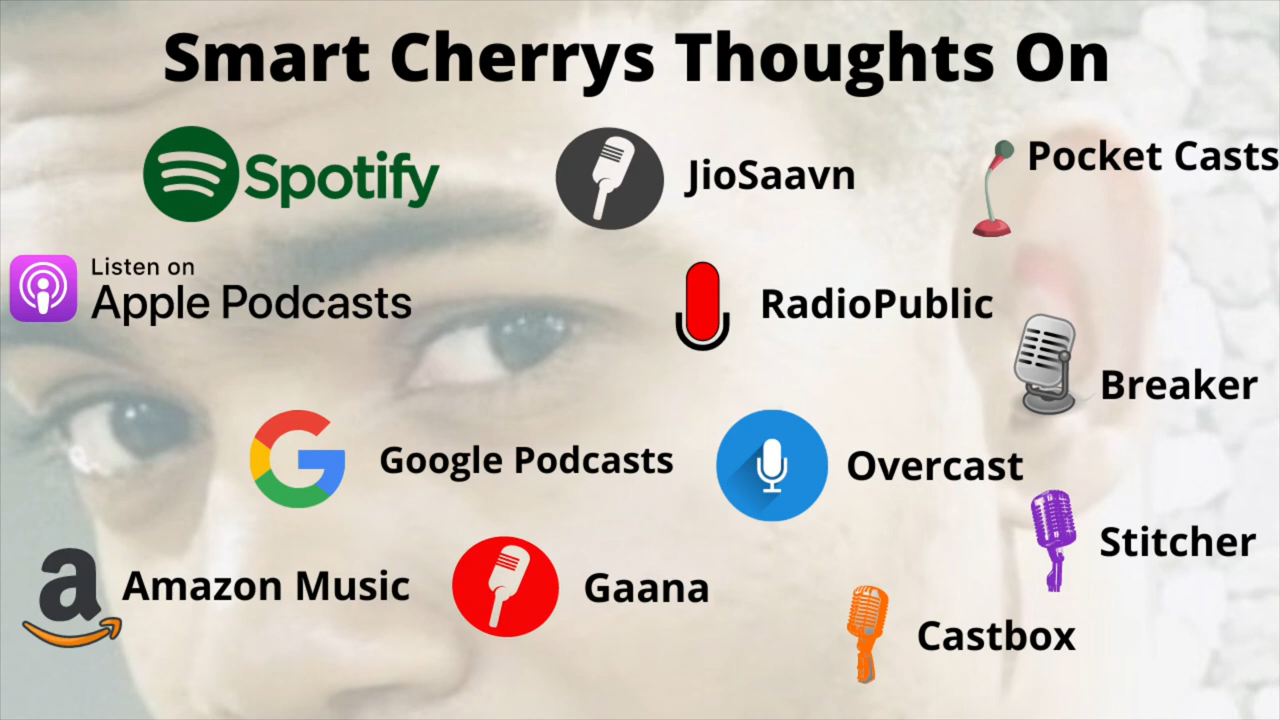 Smart Cherrys Thoughts On
Spotify
JioSaavn
Pocket Casts
Listen on
Apple Podcasts
RadioPublic
Breaker
Google Podcasts
Overcast
Stitcher
Amazon Music
Gaana
Castbox